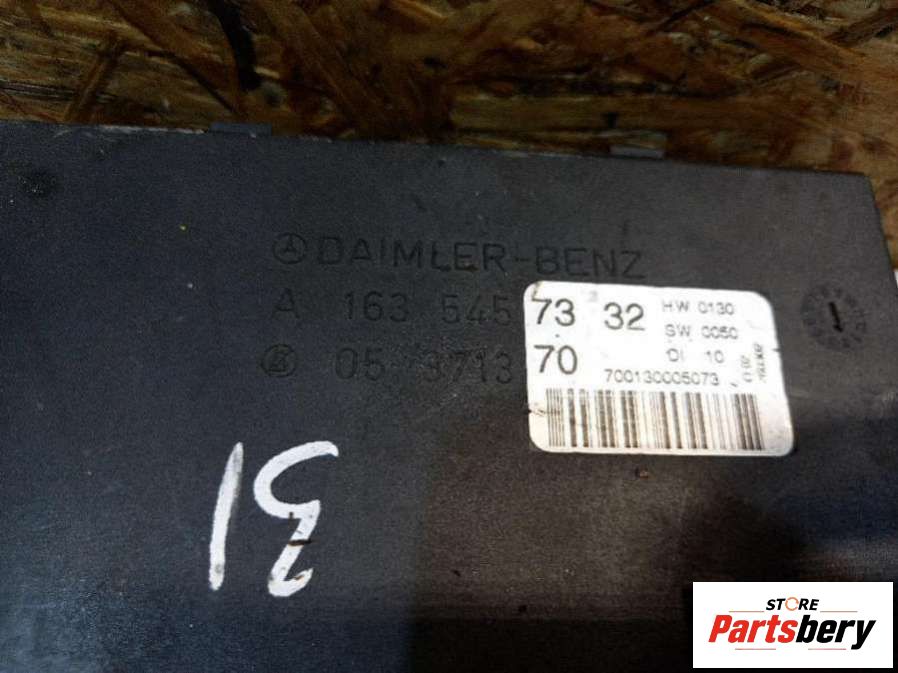 DAIMLER-BENZ
A 163 545 73 32
05 3713 70
HW 0130
SW 0050
DI 10
700130005073
31
STORE
Partsbery